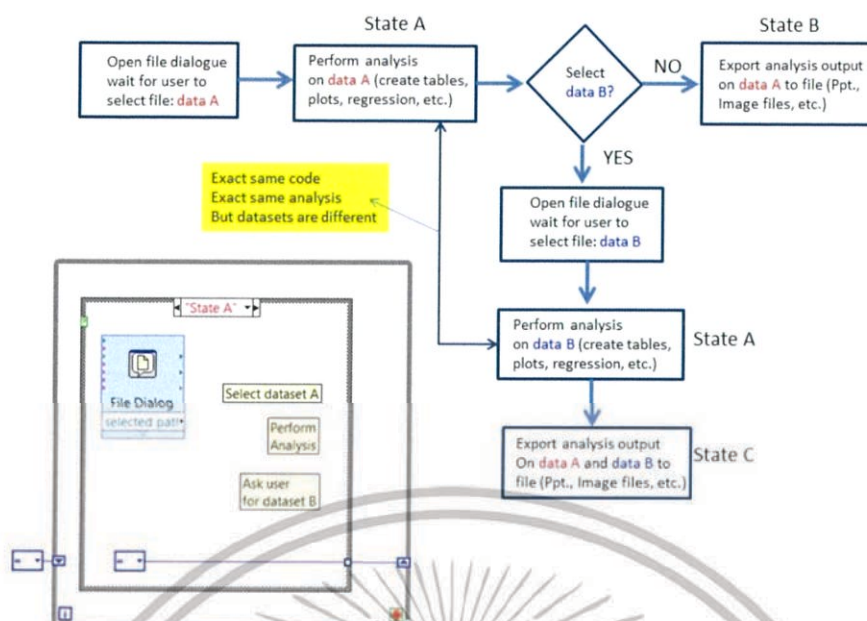 State A
State B
Open file dialogue
wait for user to
select file: data A
Perform analysis
on data A (create tables,
plots, regression, etc.)
Select
data B?
NO
Export analysis output
on data A to file (Ppt.,
Image files, etc.)
YES
Exact same code
Exact same analysis
But datasets are different
Open file dialogue
wait for user to
select file: data B
Perform analysis
on data B (create tables,
plots, regression, etc.)
State A
Export analysis output
On data A and data B to
file (Ppt., Image files, etc.)
State C
"State A"
File Dialog
selected path
Select dataset A
Perform
Analysis
Ask user
for dataset B
i